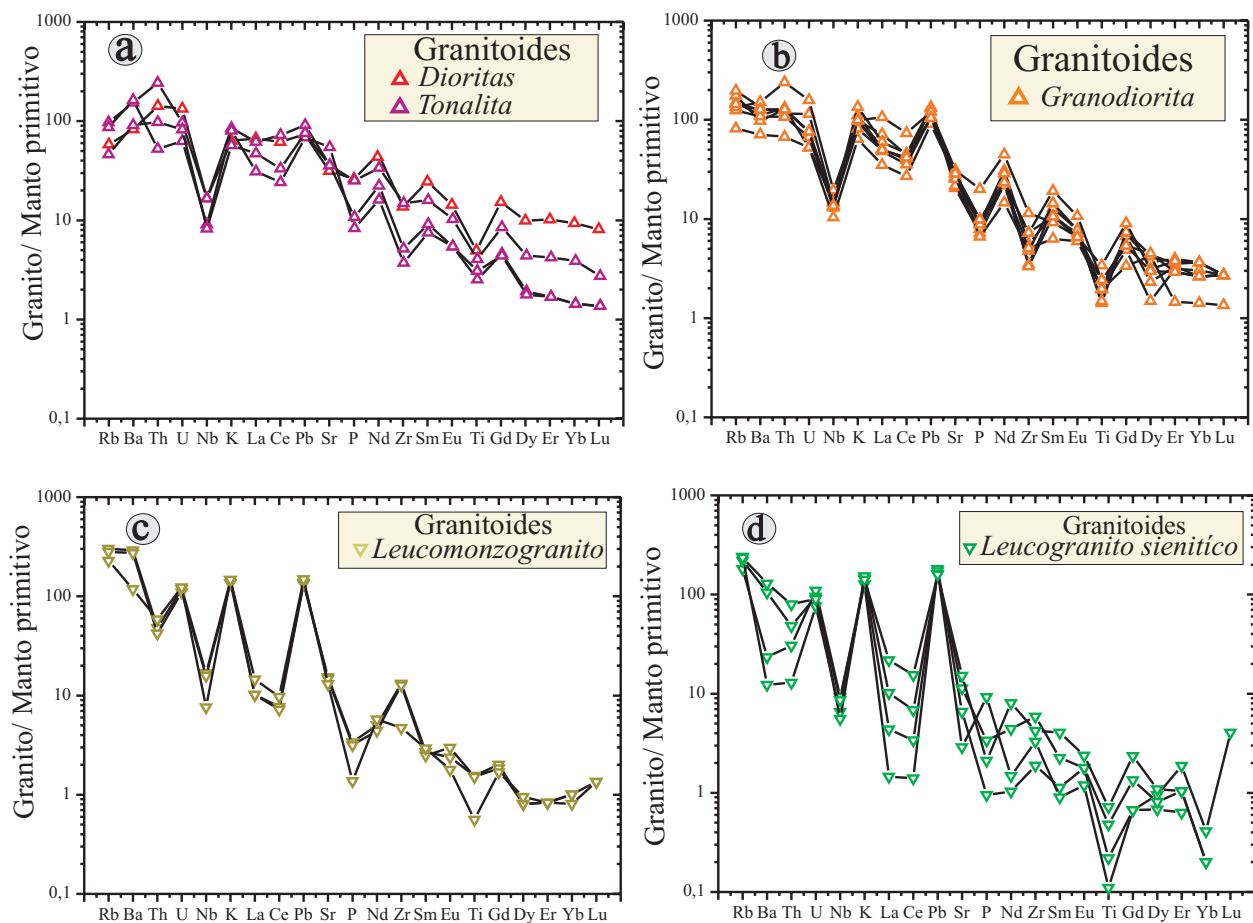 a
Granitoides
Dioritas
Tonalita
Granito/ Manto primitivo
1000
100
10
1
0,1
Rb Ba Th U Nb K La Ce Pb Sr P Nd Zr Sm Eu Ti Gd Dy Er Yb Lu
b
Granitoides
Granodiorita
Granito/ Manto primitivo
1000
100
10
1
0,1
Rb Ba Th U Nb K La Ce Pb Sr P Nd Zr Sm Eu Ti Gd Dy Er Yb Lu
c
Granitoides
Leucomonzogranito
Granito/ Manto primitivo
1000
100
10
1
0,1
Rb Ba Th U Nb K La Ce Pb Sr P Nd Zr Sm Eu Ti Gd Dy Er Yb Lu
d
Granitoides
Leucogranito sienitíco
Granito/ Manto primitivo
1000
100
10
1
0,1
Rb Ba Th U Nb K La Ce Pb Sr P Nd Zr Sm Eu Ti Gd Dy Er Yb Lu